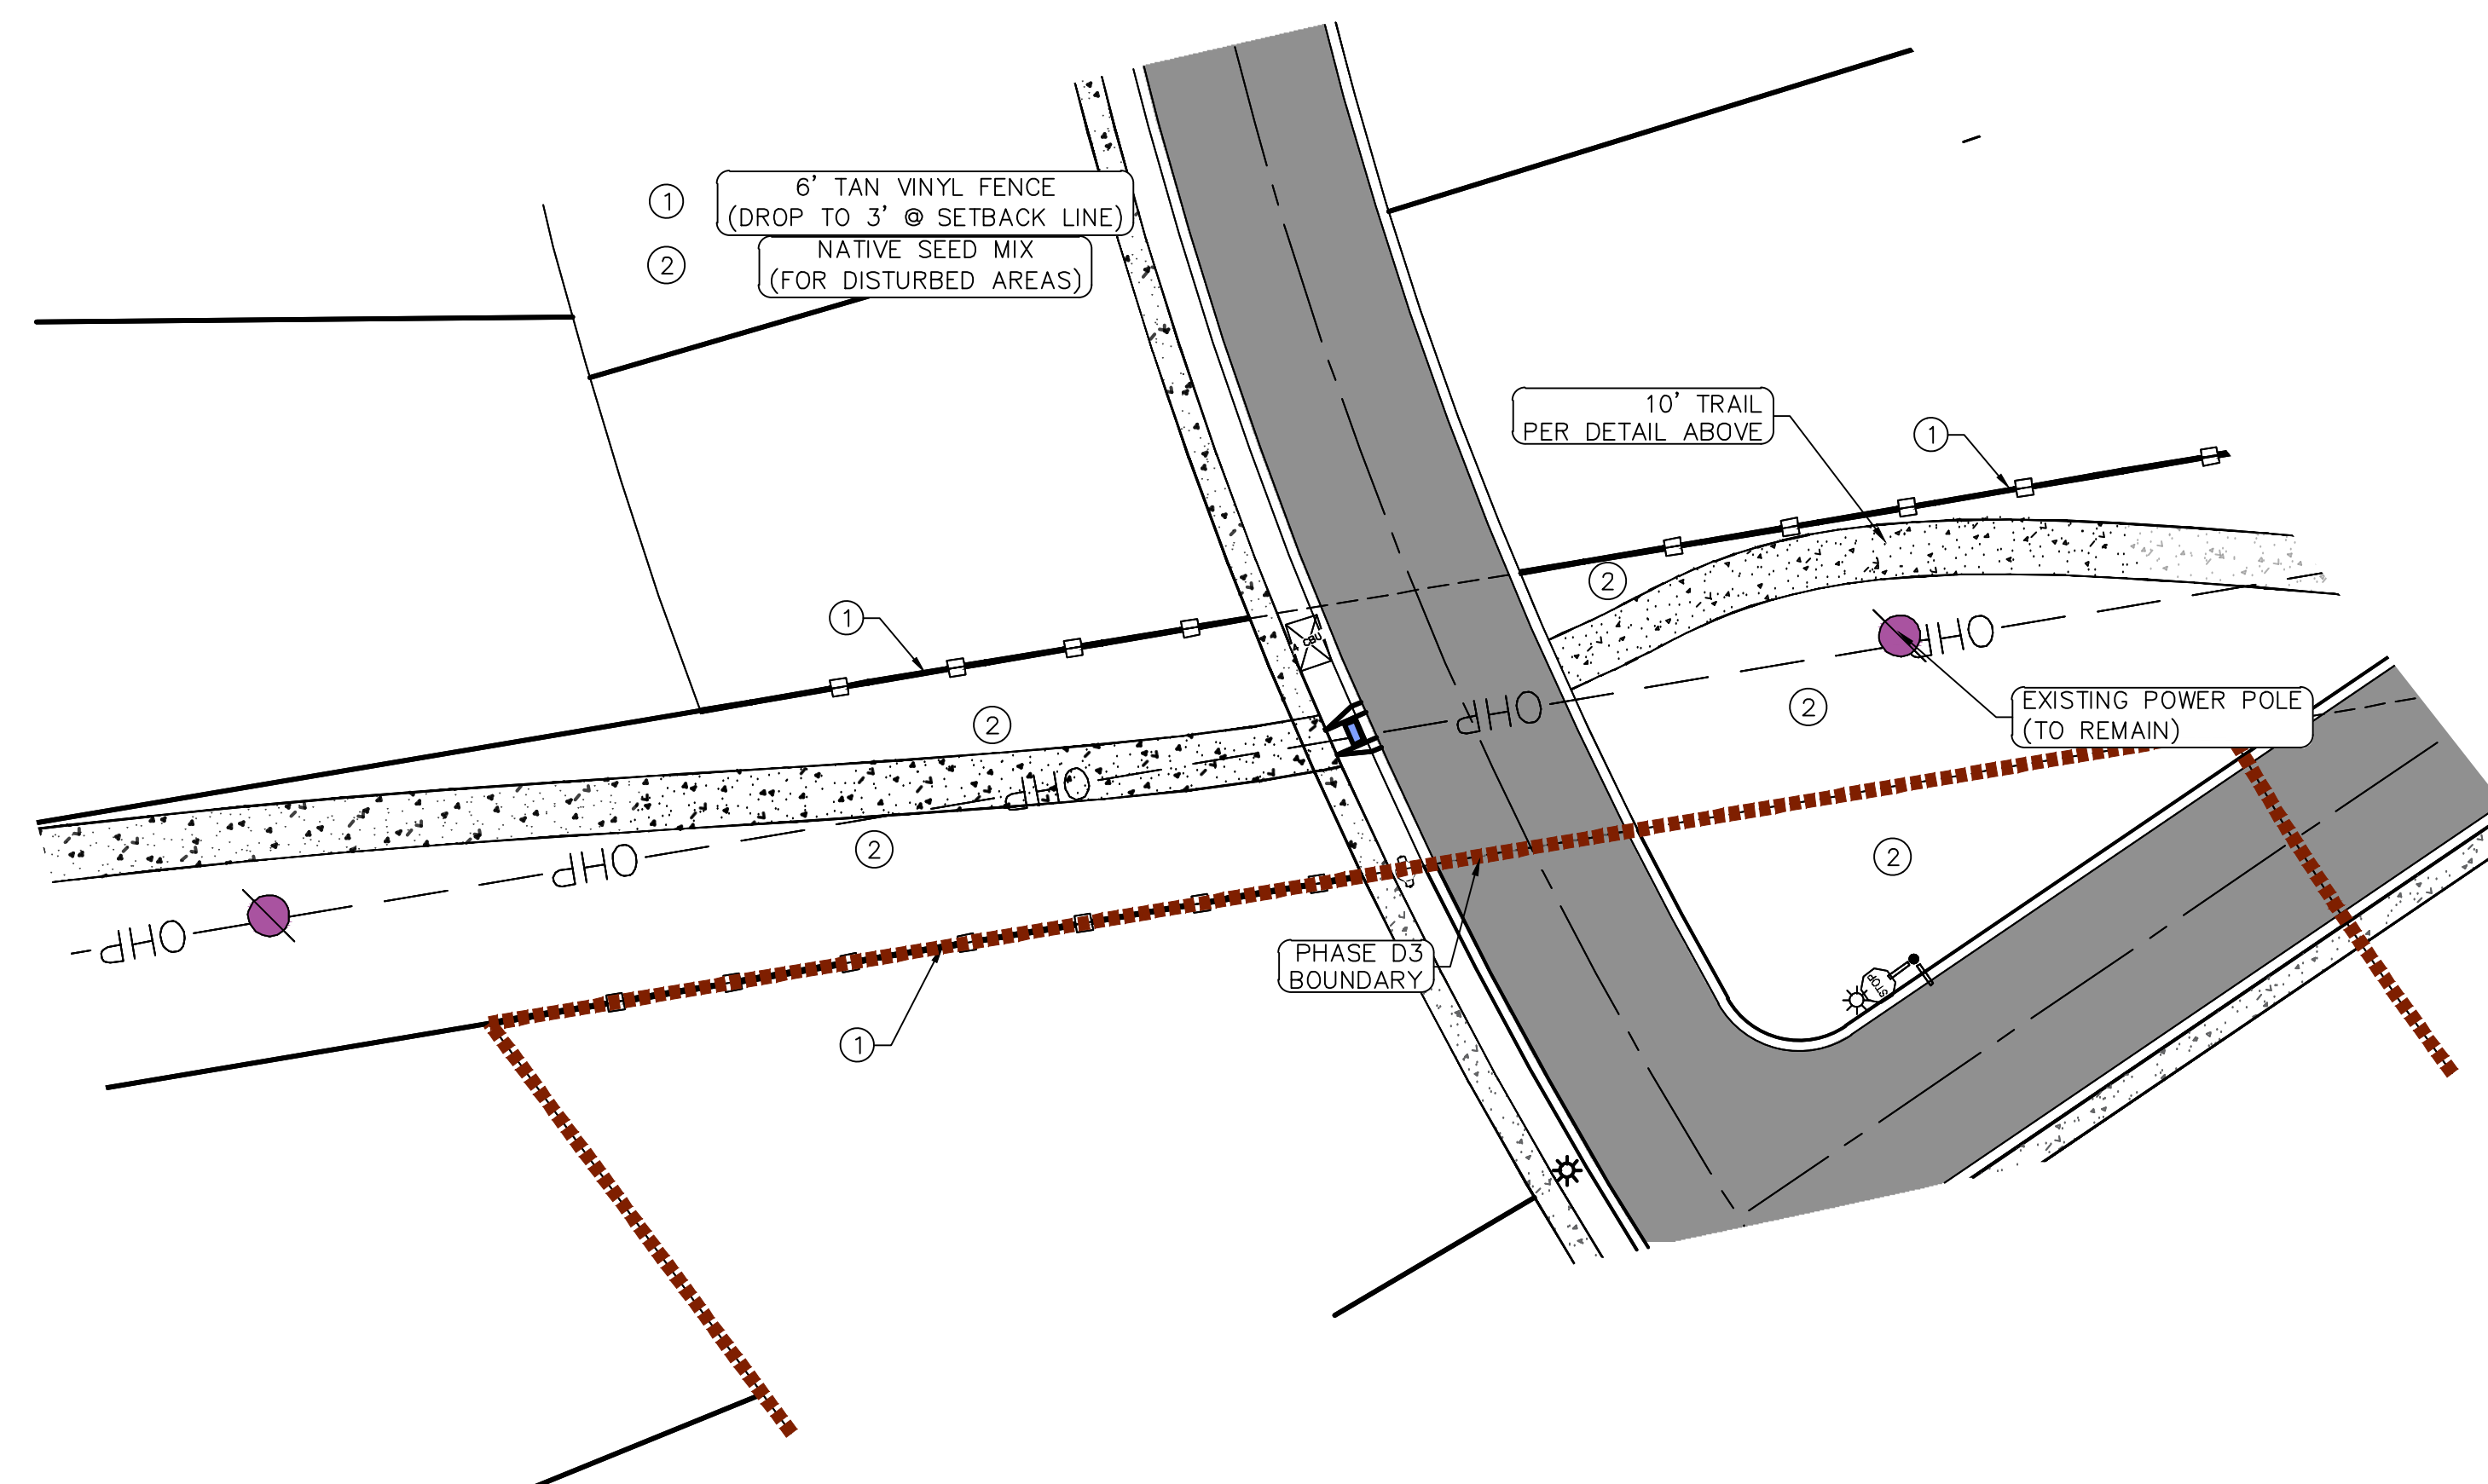 1
6' TAN VINYL FENCE
(DROP TO 3' @ SETBACK LINE)
2
NATIVE SEED MIX
(FOR DISTURBED AREAS)
10' TRAIL
PER DETAIL ABOVE
1
2
1
CBU
OHP
OHP
EXISTING POWER POLE
(TO REMAIN)
2
2
OHP
2
2
OHP
OHP
PHASE D3
BOUNDARY
STOP
1